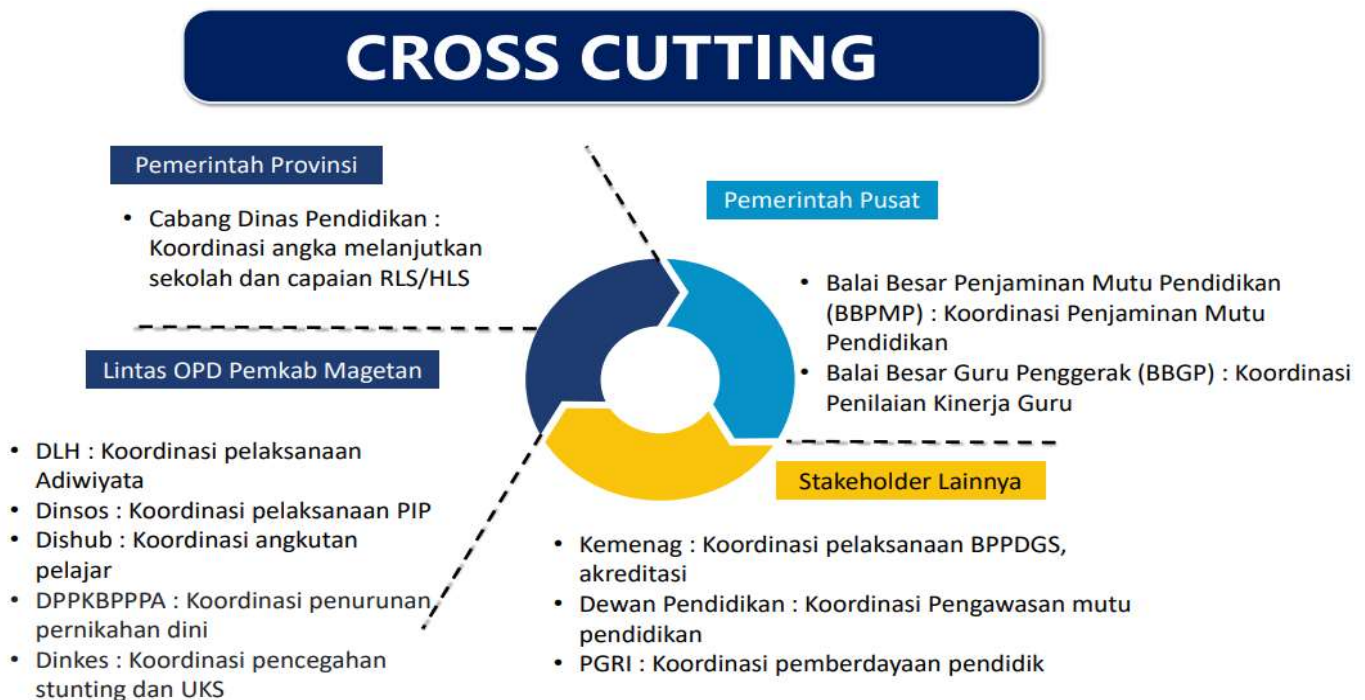 CROSS CUTTING
Pemerintah Provinsi
• Cabang Dinas Pendidikan :
Koordinasi angka melanjutkan
sekolah dan capaian RLS/HLS
Pemerintah Pusat
• Balai Besar Penjaminan Mutu Pendidikan
(BBPMP) : Koordinasi Penjaminan Mutu
Pendidikan
• Balai Besar Guru Penggerak (BBGP) : Koordinasi
Penilaian Kinerja Guru
Lintas OPD Pemkab Magetan
• DLH : Koordinasi pelaksanaan
Adiwiyata
• Dinsos : Koordinasi pelaksanaan PIP
• Dishub : Koordinasi angkutan
pelajar
• DPPKBPPPA : Koordinasi penurunan
pernikahan dini
• Dinkes : Koordinasi pencegahan
stunting dan UKS
Stakeholder Lainnya
• Kemenag : Koordinasi pelaksanaan BPPDGS,
akreditasi
• Dewan Pendidikan : Koordinasi Pengawasan mutu
pendidikan
• PGRI : Koordinasi pemberdayaan pendidik